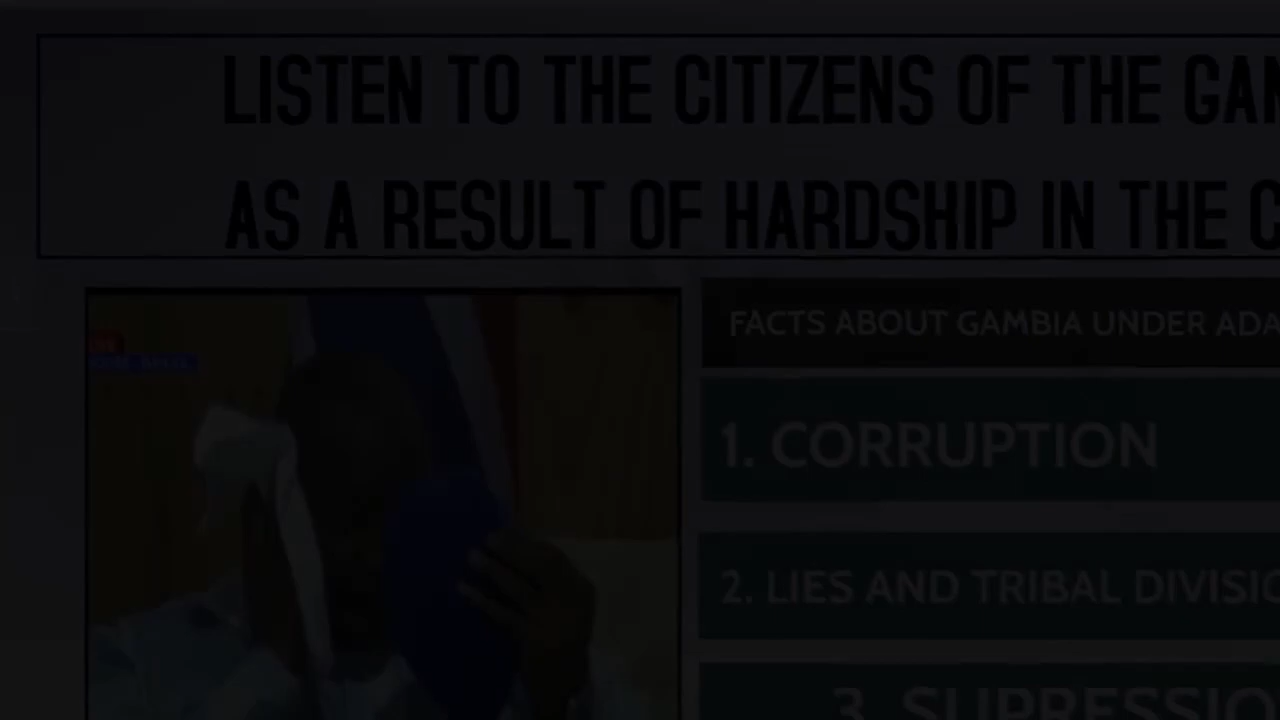 LISTEN TO THE CITIZENS OF THE
AS A RESULT OF HARDSHIP IN THE
FACTS ABOUT GAMBIA UNDER
1. CORRUPTION
2. LIES AND TRIBAL
3.